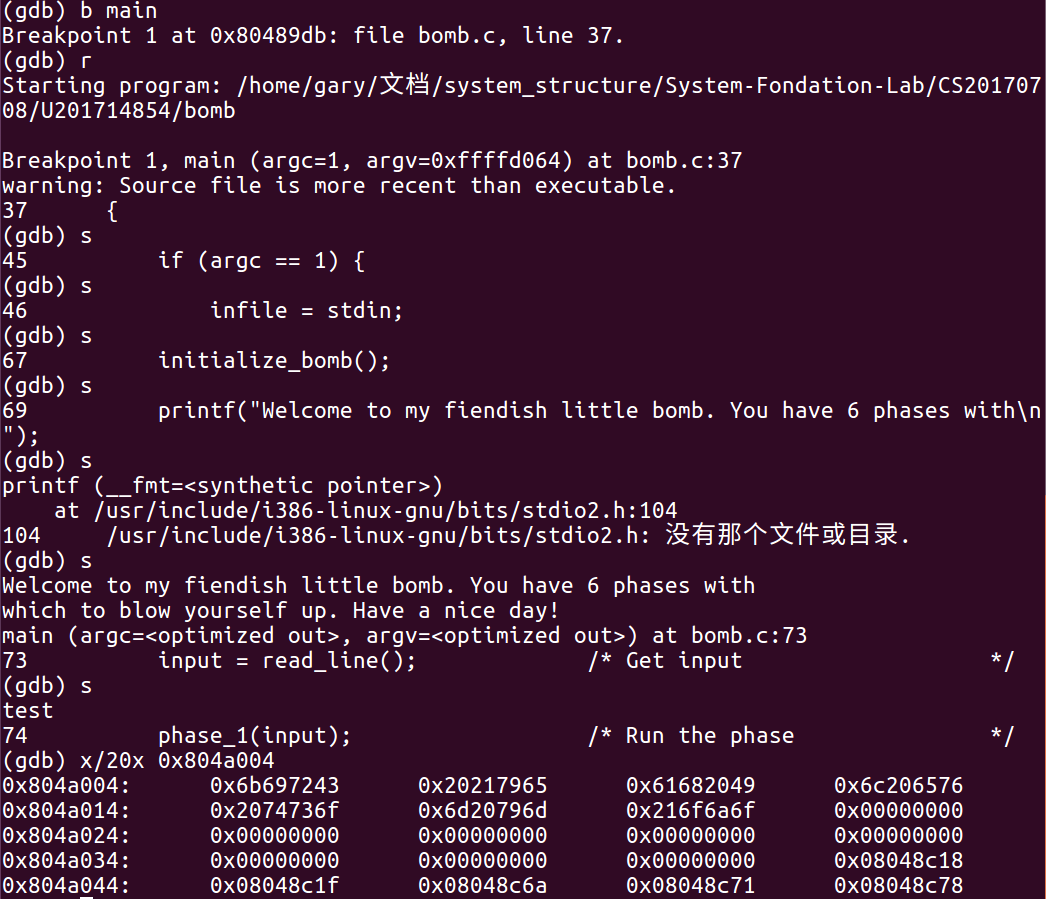 (gdb) b main
Breakpoint 1 at 0x80489db: file bomb.c, line 37.
(gdb) r
Starting program: /home/gary/文档/system_structure/System-Fondation-Lab/CS201707
08/U201714854/bomb

Breakpoint 1, main (argc=1, argv=0xffffd064) at bomb.c:37
warning: Source file is more recent than executable.
37      {
(gdb) s
45          if (argc == 1) {
(gdb) s
46              infile = stdin;
(gdb) s
67          initialize_bomb();
(gdb) s
69          printf("Welcome to my fiendish little bomb. You have 6 phases with\n
");
(gdb) s
printf (__fmt=<synthetic pointer>)
    at /usr/include/i386-linux-gnu/bits/stdio2.h:104
104     /usr/include/i386-linux-gnu/bits/stdio2.h: 没有那个文件或目录.
(gdb) s
Welcome to my fiendish little bomb. You have 6 phases with
which to blow yourself up. Have a nice day!
main (argc=<optimized out>, argv=<optimized out>) at bomb.c:73
73          input = read_line();             /* Get input                   */
(gdb) s
test
74          phase_1(input);                  /* Run the phase               */
(gdb) x/20x 0x804a004
0x804a004:      0x6b697243      0x20217965      0x61682049      0x6c206576
0x804a014:      0x2074736f      0x6d20796d      0x216f6a6f      0x00000000
0x804a024:      0x00000000      0x00000000      0x00000000      0x00000000
0x804a034:      0x00000000      0x00000000      0x00000000      0x08048c18
0x804a044:      0x08048c1f      0x08048c6a      0x08048c71      0x08048c78